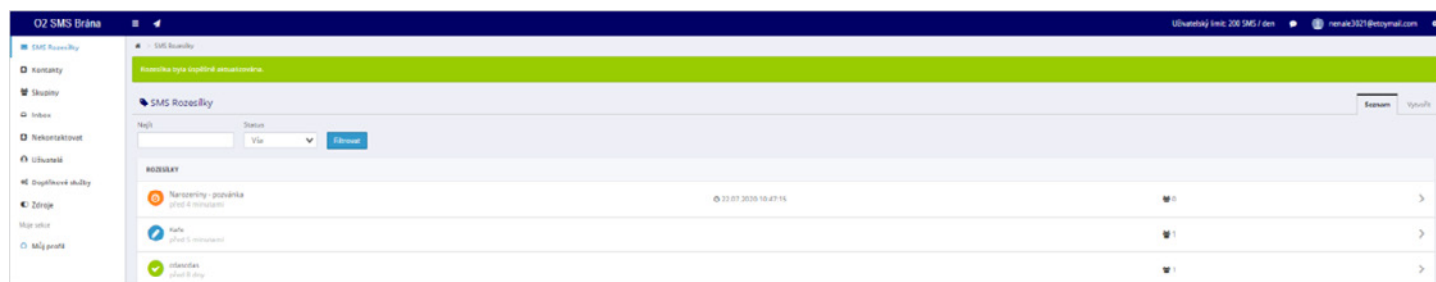 O2 SMS Brána
Uživatelský limit: 200 SMS / den
nenale3021@etoymail.com
SMS Rozesílky
SMS Rozesílky
Rozesílka byla úspěšně aktualizována.
Kontakty
Skupiny
SMS Rozesílky
Seznam
Vytvořit
Inbox
Najít
Status
Nekontaktovat
Vše
Filtrovat
Uživatelé
ROZESÍLKY
Doplňkové služby
Narozeniny - pozvánka
22.07.2020 10:47:15
0
před 4 minutami
Zdroje
Moje sekce
1
před 5 minutami
Můj profil
1
před 8 dny